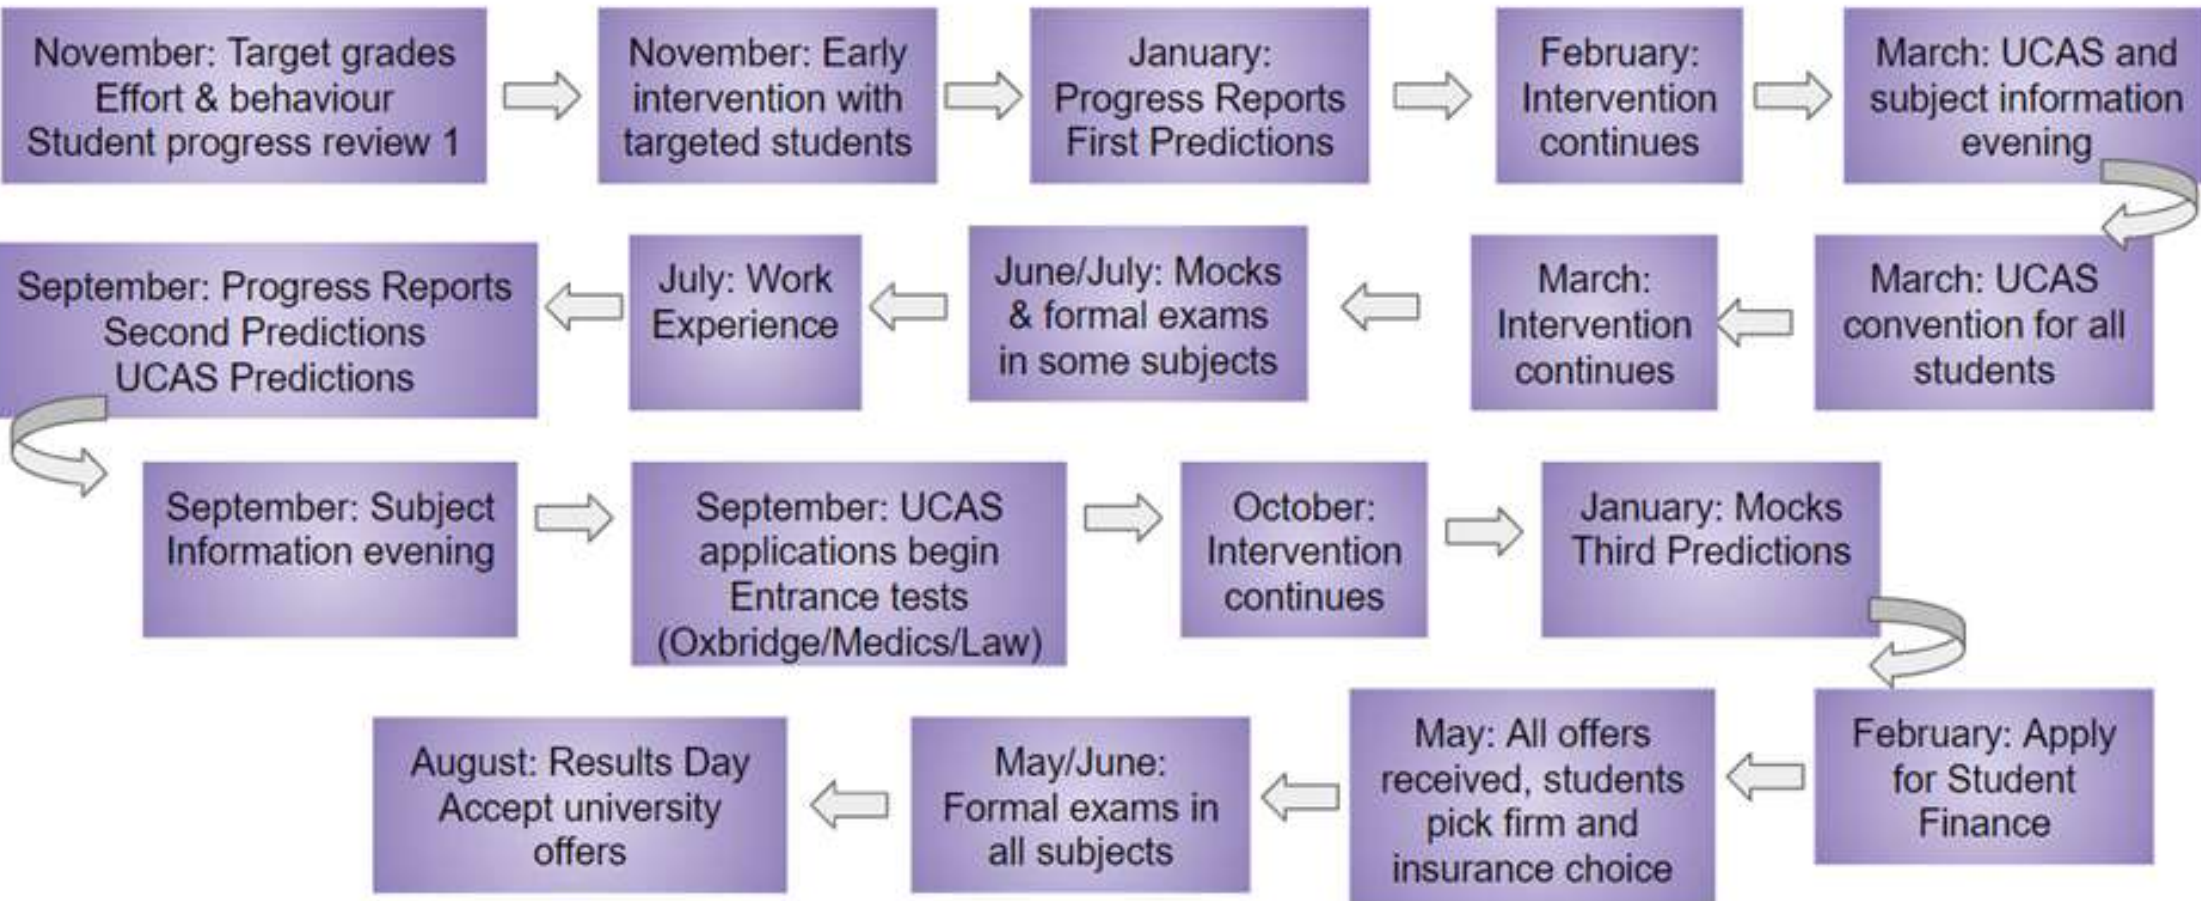 November: Target grades
Effort & behaviour
Student progress review 1
November: Early
intervention with
targeted students
January:
Progress Reports
First Predictions
February:
Intervention
continues
March: UCAS and
subject information
evening
March: UCAS
convention for all
students
March:
Intervention
continues
June/July: Mocks
& formal exams
in some subjects
July: Work
Experience
September: Progress Reports
Second Predictions
UCAS Predictions
September: Subject
Information evening
September: UCAS
applications begin
Entrance tests
(Oxbridge/Medics/Law)
October:
Intervention
continues
January: Mocks
Third Predictions
February: Apply
for Student
Finance
May: All offers
received, students
pick firm and
insurance choice
May/June:
Formal exams in
all subjects
August: Results Day
Accept university
offers